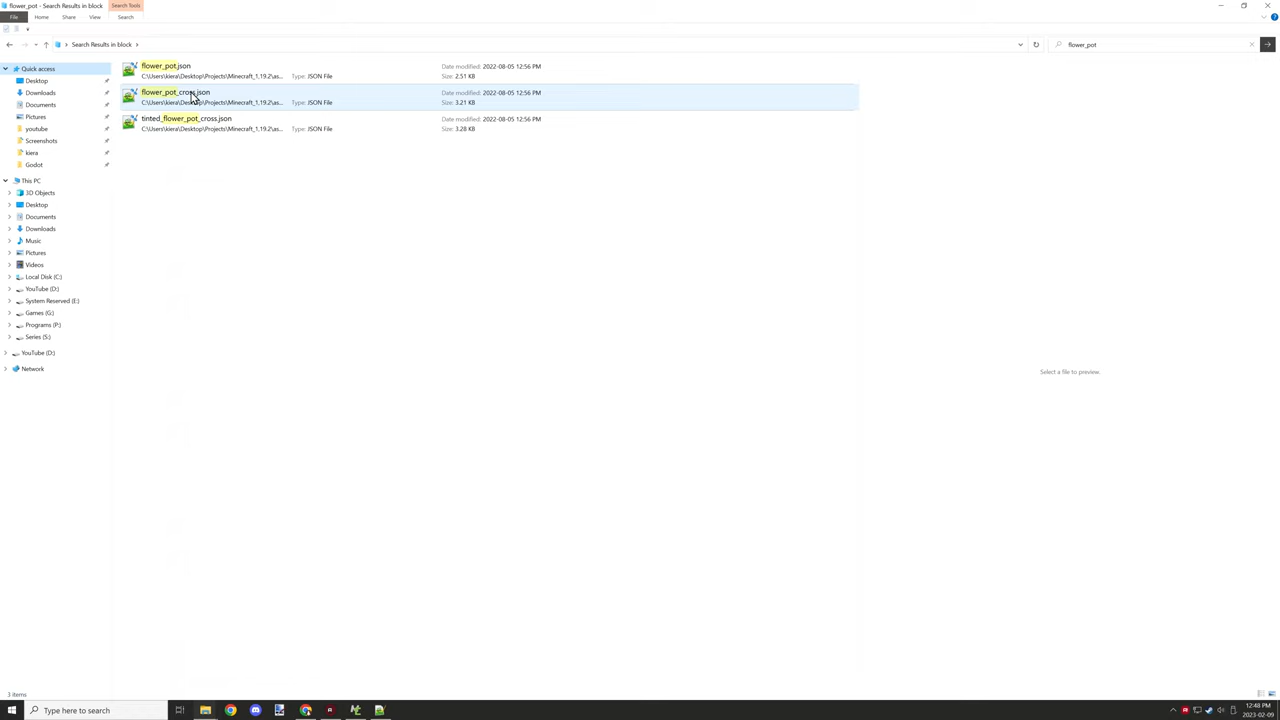 flower_pot - Search Results in block
Search Tools
File
Home
Share
View
Search
Search Results in block
flower_pot
Quick access
Desktop
Downloads
Documents
Pictures
youtube
Screenshots
kiera
Godot
This PC
3D Objects
Desktop
Documents
Downloads
Music
Pictures
Videos
Local Disk (C:)
YouTube (D:)
System Reserved (E:)
Games (G:)
Programs (P:)
Series (S:)
YouTube (D:)
Network
flower_pot.json
C:\Users\kiera\Desktop\Projects\Minecraft_1,19.2\as...
Type: JSON File
Date modified: 2022-08-05 12:56 PM
Size: 2.51 KB
flower_pot_cross.json
C:\Users\kiera\Desktop\Projects\Minecraft_1,19.2\as...
Type: JSON File
Date modified: 2022-08-05 12:56 PM
Size: 3.21 KB
tinted_flower_pot_cross.json
C:\Users\kiera\Desktop\Projects\Minecraft_1,19.2\as...
Type: JSON File
Date modified: 2022-08-05 12:56 PM
Size: 3.28 KB
Select a file to preview.
3 items
Type here to search
12:48 PM
2023-02-09